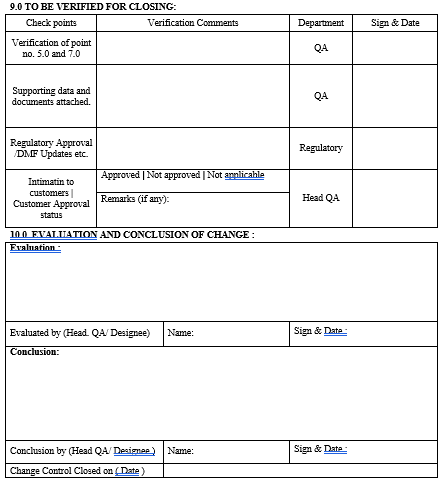 9.0 TO BE VERIFIED FOR CLOSING:
Check points Verification Comments Department Sign & Date
Verification of point
no. 5.0 and 7.0
QA
Supporting data and
documents attached.
QA
Regulatory Approval
/DMF Updates etc.
Regulatory
Intimatin to
customers |
Customer Approval
status
Approved | Not approved | Not applicable
Remarks (if any):
Head QA
10.0 EVALUATION AND CONCLUSION OF CHANGE :
Evaluation :
Evaluated by (Head. QA/ Designee) Name: Sign & Date.:
Conclusion:
Conclusion by (Head QA/ Designee.) Name: Sign & Date.:
Change Control Closed on (.Date )